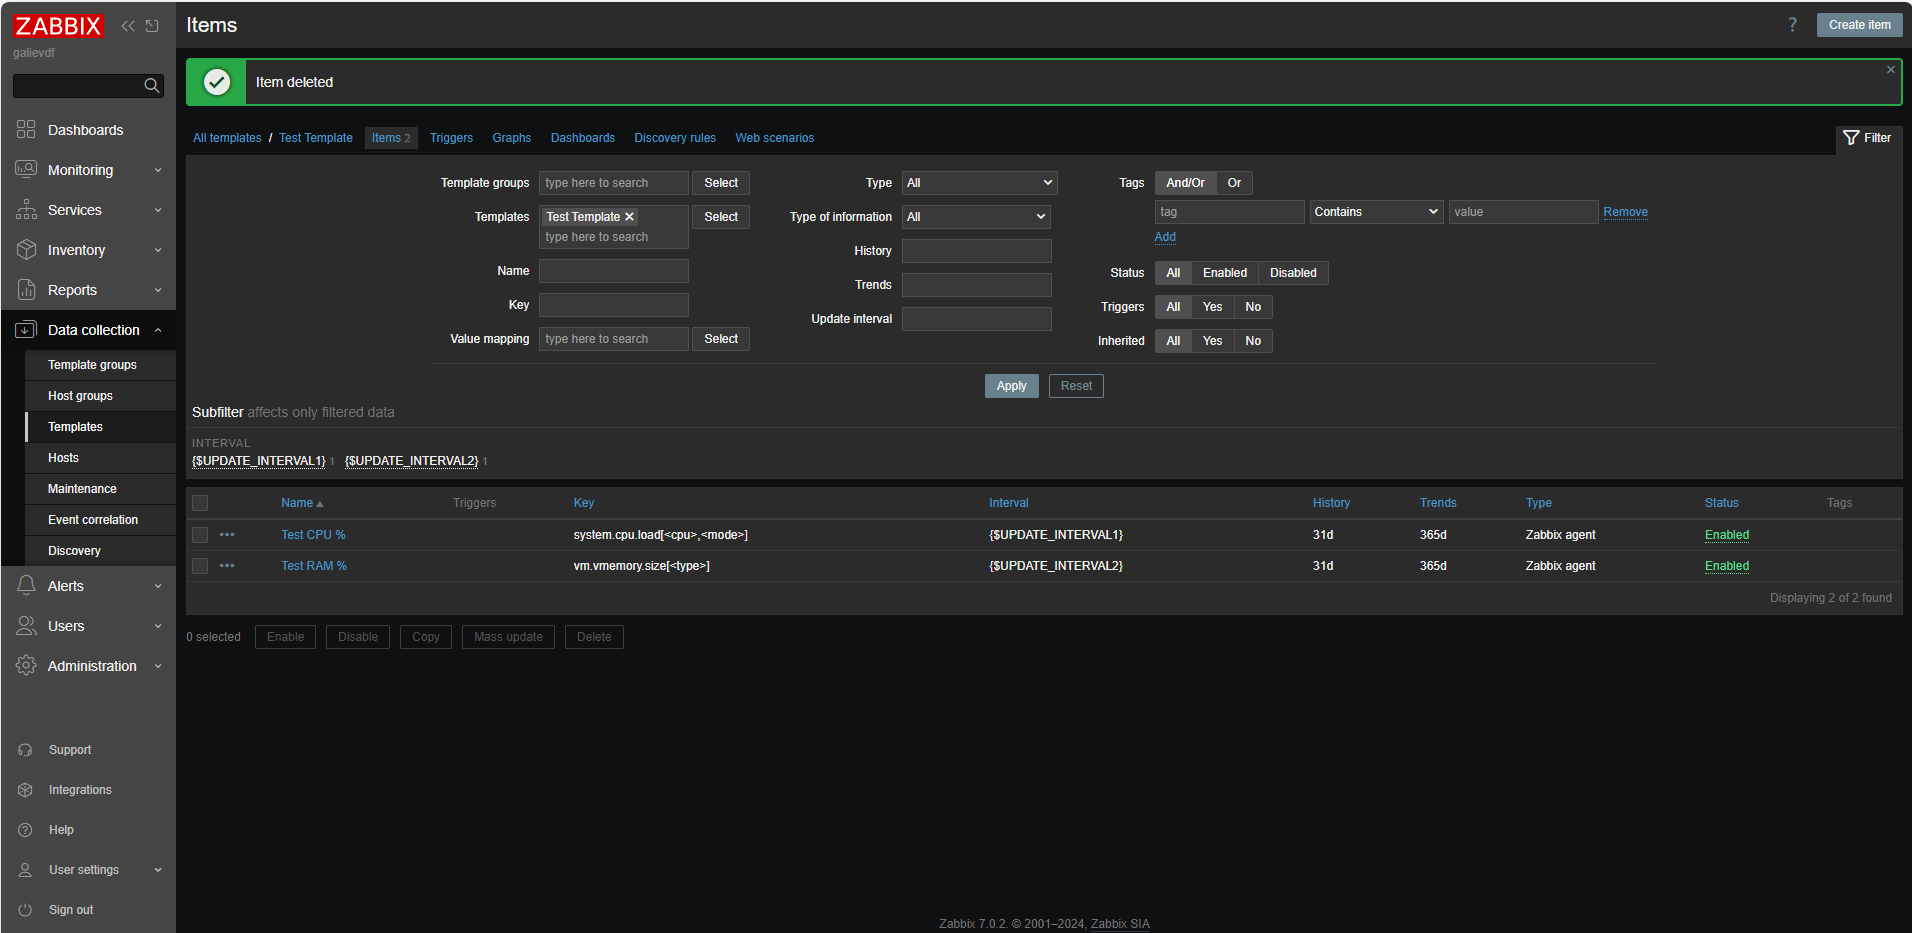 ZABBIX
galievdf
Dashboards
Monitoring
Services
Inventory
Reports
Data collection
Template groups
Host groups
Templates
Hosts
Maintenance
Event correlation
Discovery
Alerts
Users
Administration
Support
Integrations
Help
User settings
Sign out
Items
? Create item
Item deleted
All templates / Test Template Items 2 Triggers Graphs Dashboards Discovery rules Web scenarios Filter
Template groups type here to search Select
Templates Test Template Select
type here to search
Name
Key
Value mapping type here to search Select
Type All
Type of information All
History
Trends
Update interval
Tags And/Or Or
tag Contains value Remove
Add
Status All Enabled Disabled
Triggers All Yes No
Inherited All Yes No
Apply Reset
Subfilter affects only filtered data
INTERVAL
{$UPDATE_INTERVAL1} 1 {$UPDATE_INTERVAL2} 1
Name Triggers Key Interval History Trends Type Status Tags
Test CPU % system.cpu.load[<cpu>,<mode>] {$UPDATE_INTERVAL1} 31d 365d Zabbix agent Enabled
Test RAM % vm.vmemory.size[<type>] {$UPDATE_INTERVAL2} 31d 365d Zabbix agent Enabled
Displaying 2 of 2 found
0 selected Enable Disable Copy Mass update Delete
Zabbix 7.0.2. © 2001–2024, Zabbix SIA